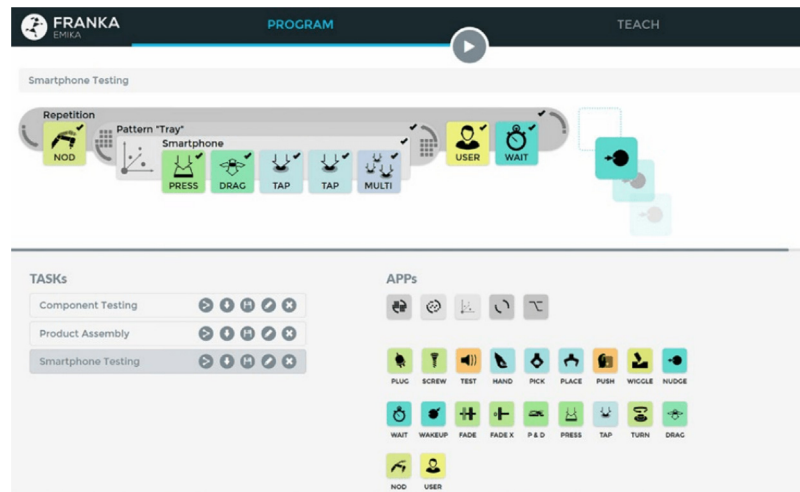 FRANKA
EMIKA
PROGRAM
TEACH
Smartphone Testing
Repetition
Pattern "Tray"
Smartphone
NOD
PRESS
DRAG
TAP
TAP
MULTI
USER
WAIT
TASKs
Component Testing
Product Assembly
Smartphone Testing
APPs
PLUG SCREW TEST HAND PICK PLACE PUSH WIGGLE NUDGE
WAIT WAKEUP FADE FADE X P & D PRESS TAP TURN DRAG
NOD USER